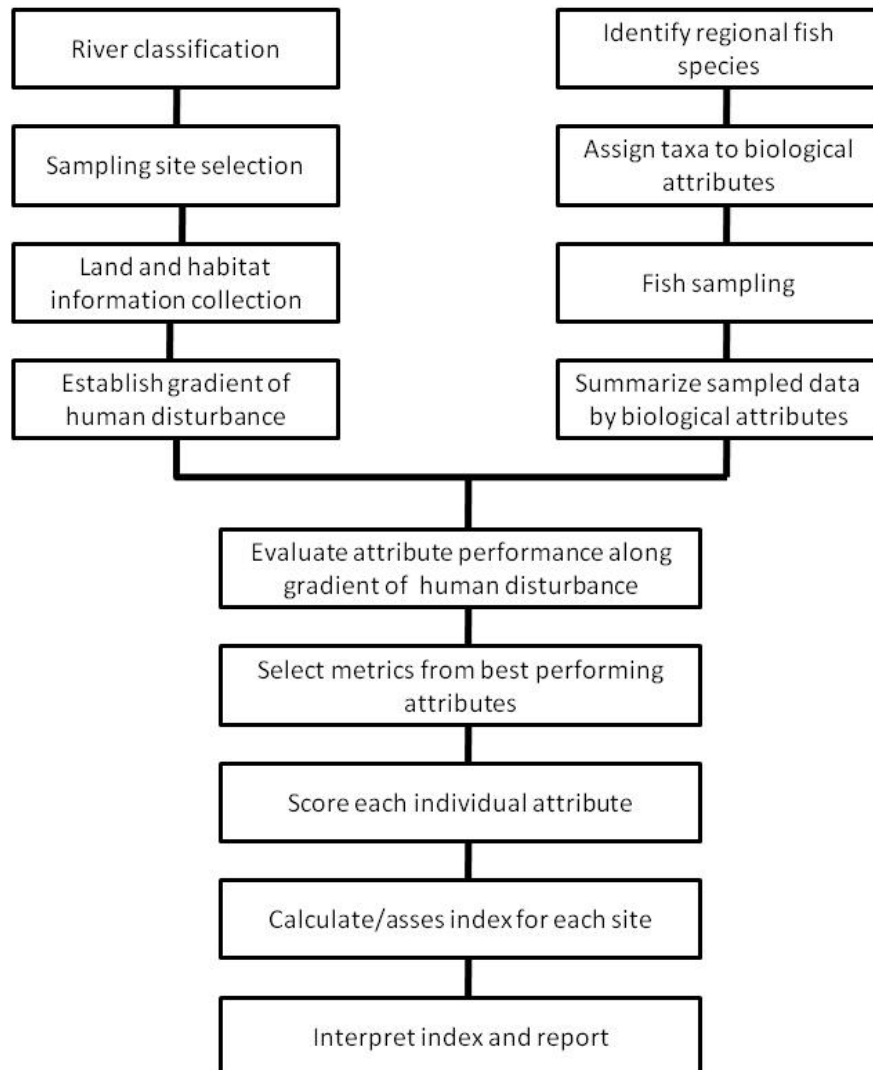 River classification
Identify regional fish
species
Sampling site selection
Assign taxa to biological
attributes
Land and habitat
information collection
Fish sampling
Establish gradient of
human disturbance
Summarize sampled data
by biological attributes
Evaluate attribute performance along
gradient of human disturbance
Select metrics from best performing
attributes
Score each individual attribute
Calculate/asses index for each site
Interpret index and report